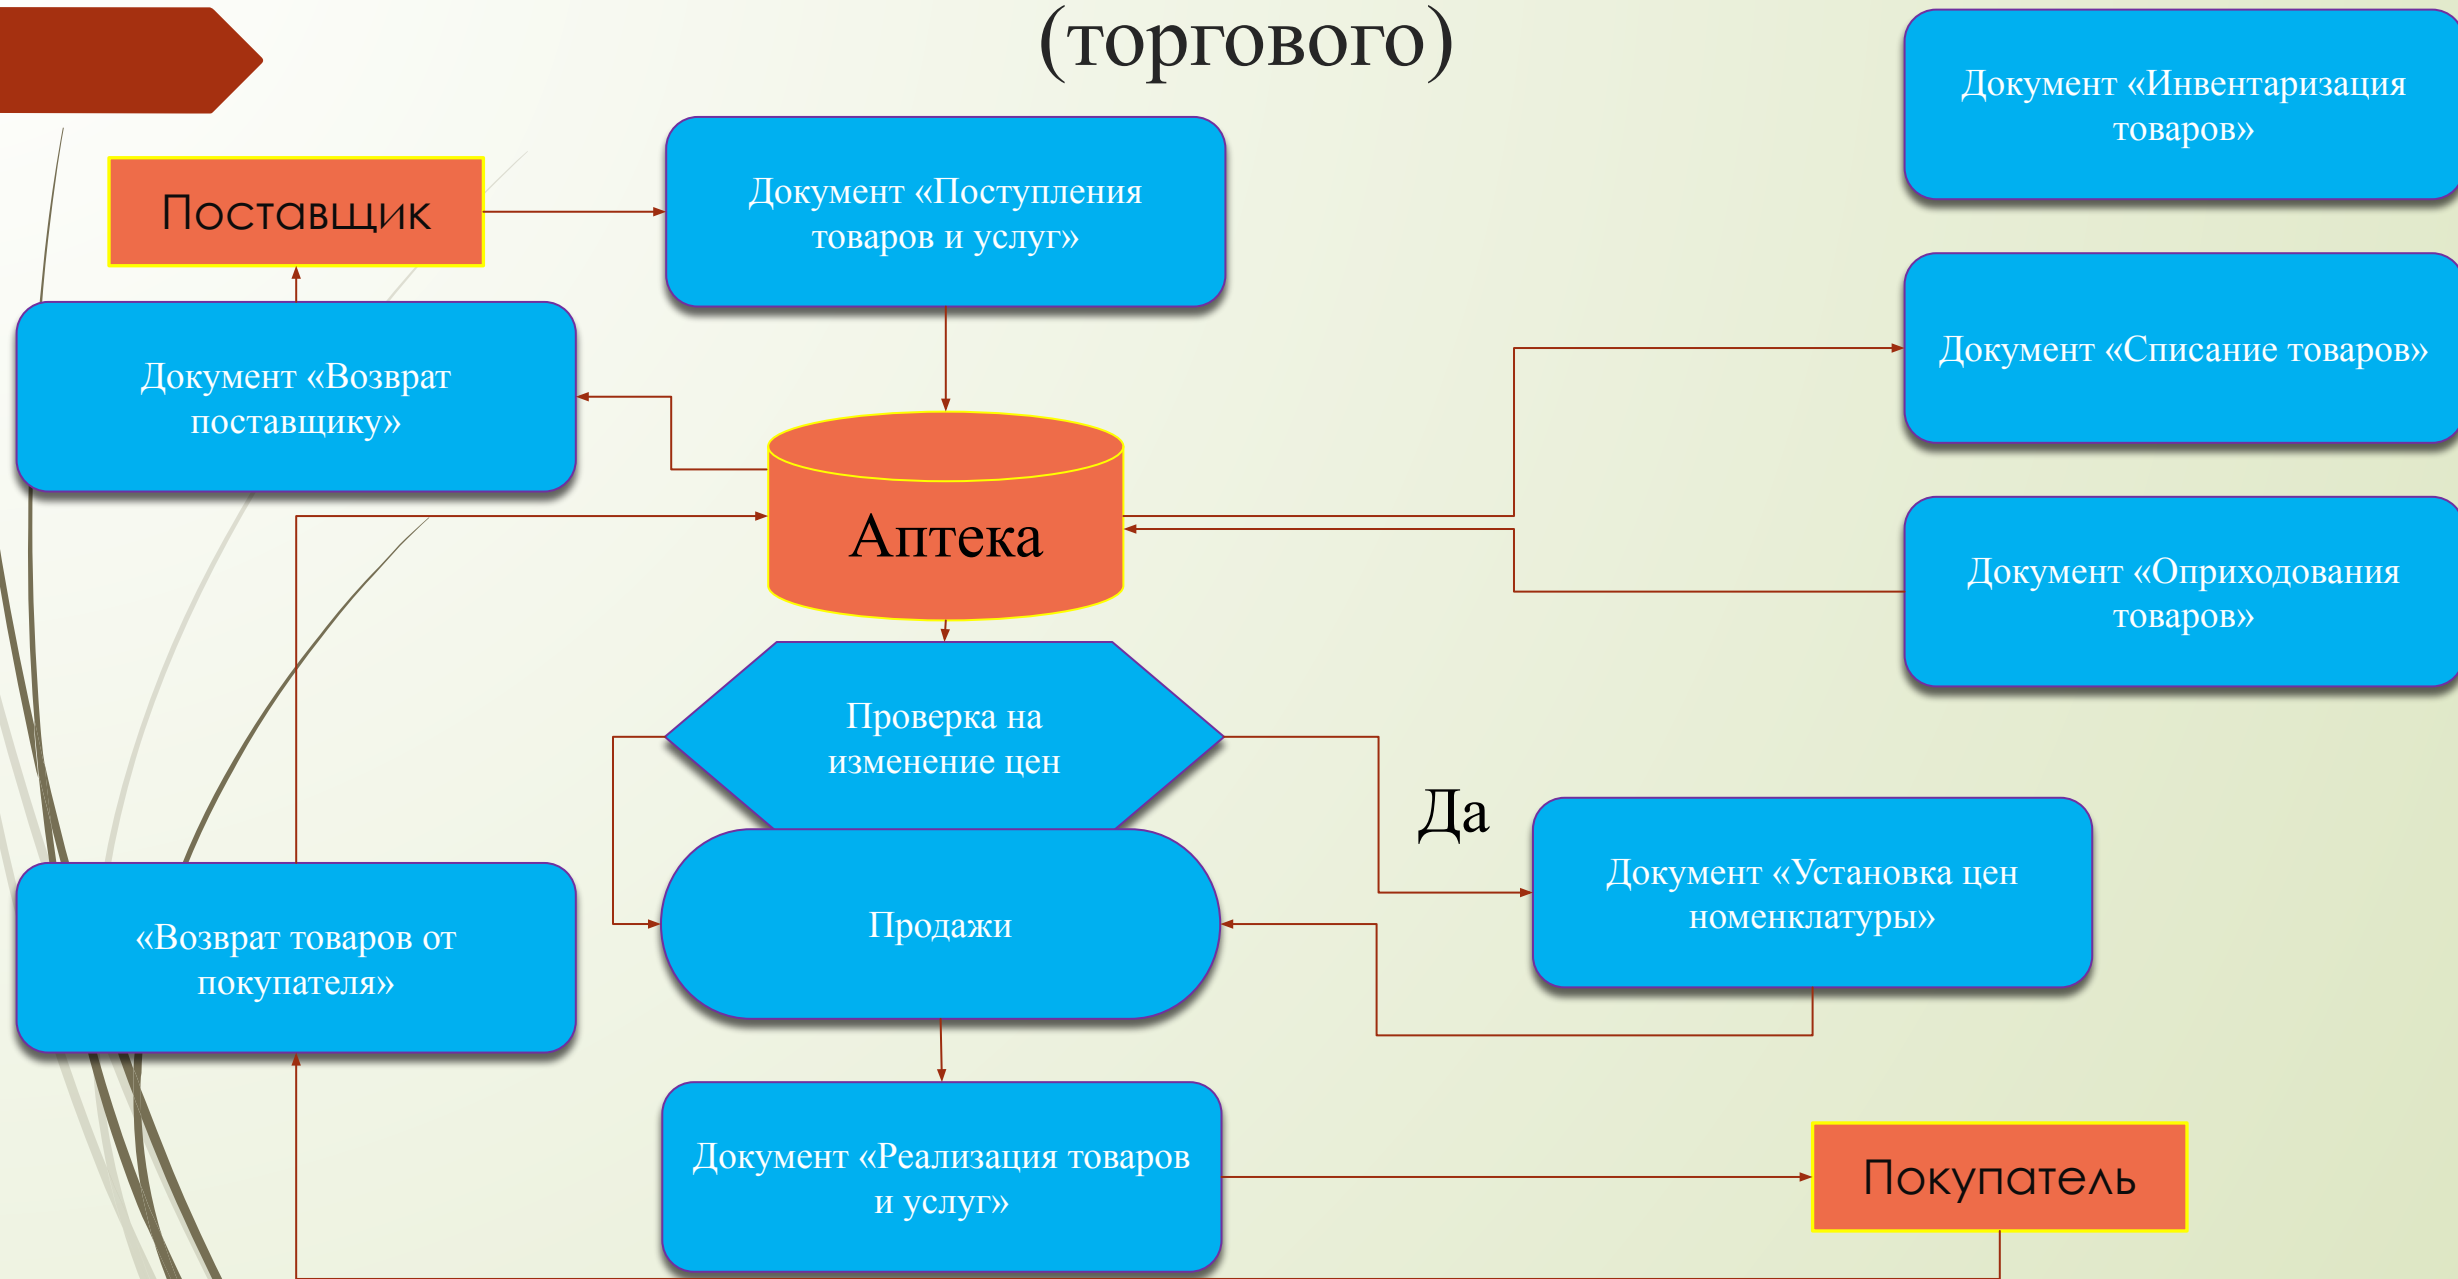 (торгового)
Документ «Инвентаризация
товаров»
Поставщик
Документ «Поступления
товаров и услуг»
Документ «Возврат
поставщику»
Документ «Списание товаров»
Аптека
Документ «Оприходования
товаров»
Проверка на
изменение цен
Да
Документ «Установка цен
номенклатуры»
Продажи
«Возврат товаров от
покупателя»
Документ «Реализация товаров
и услуг»
Покупатель